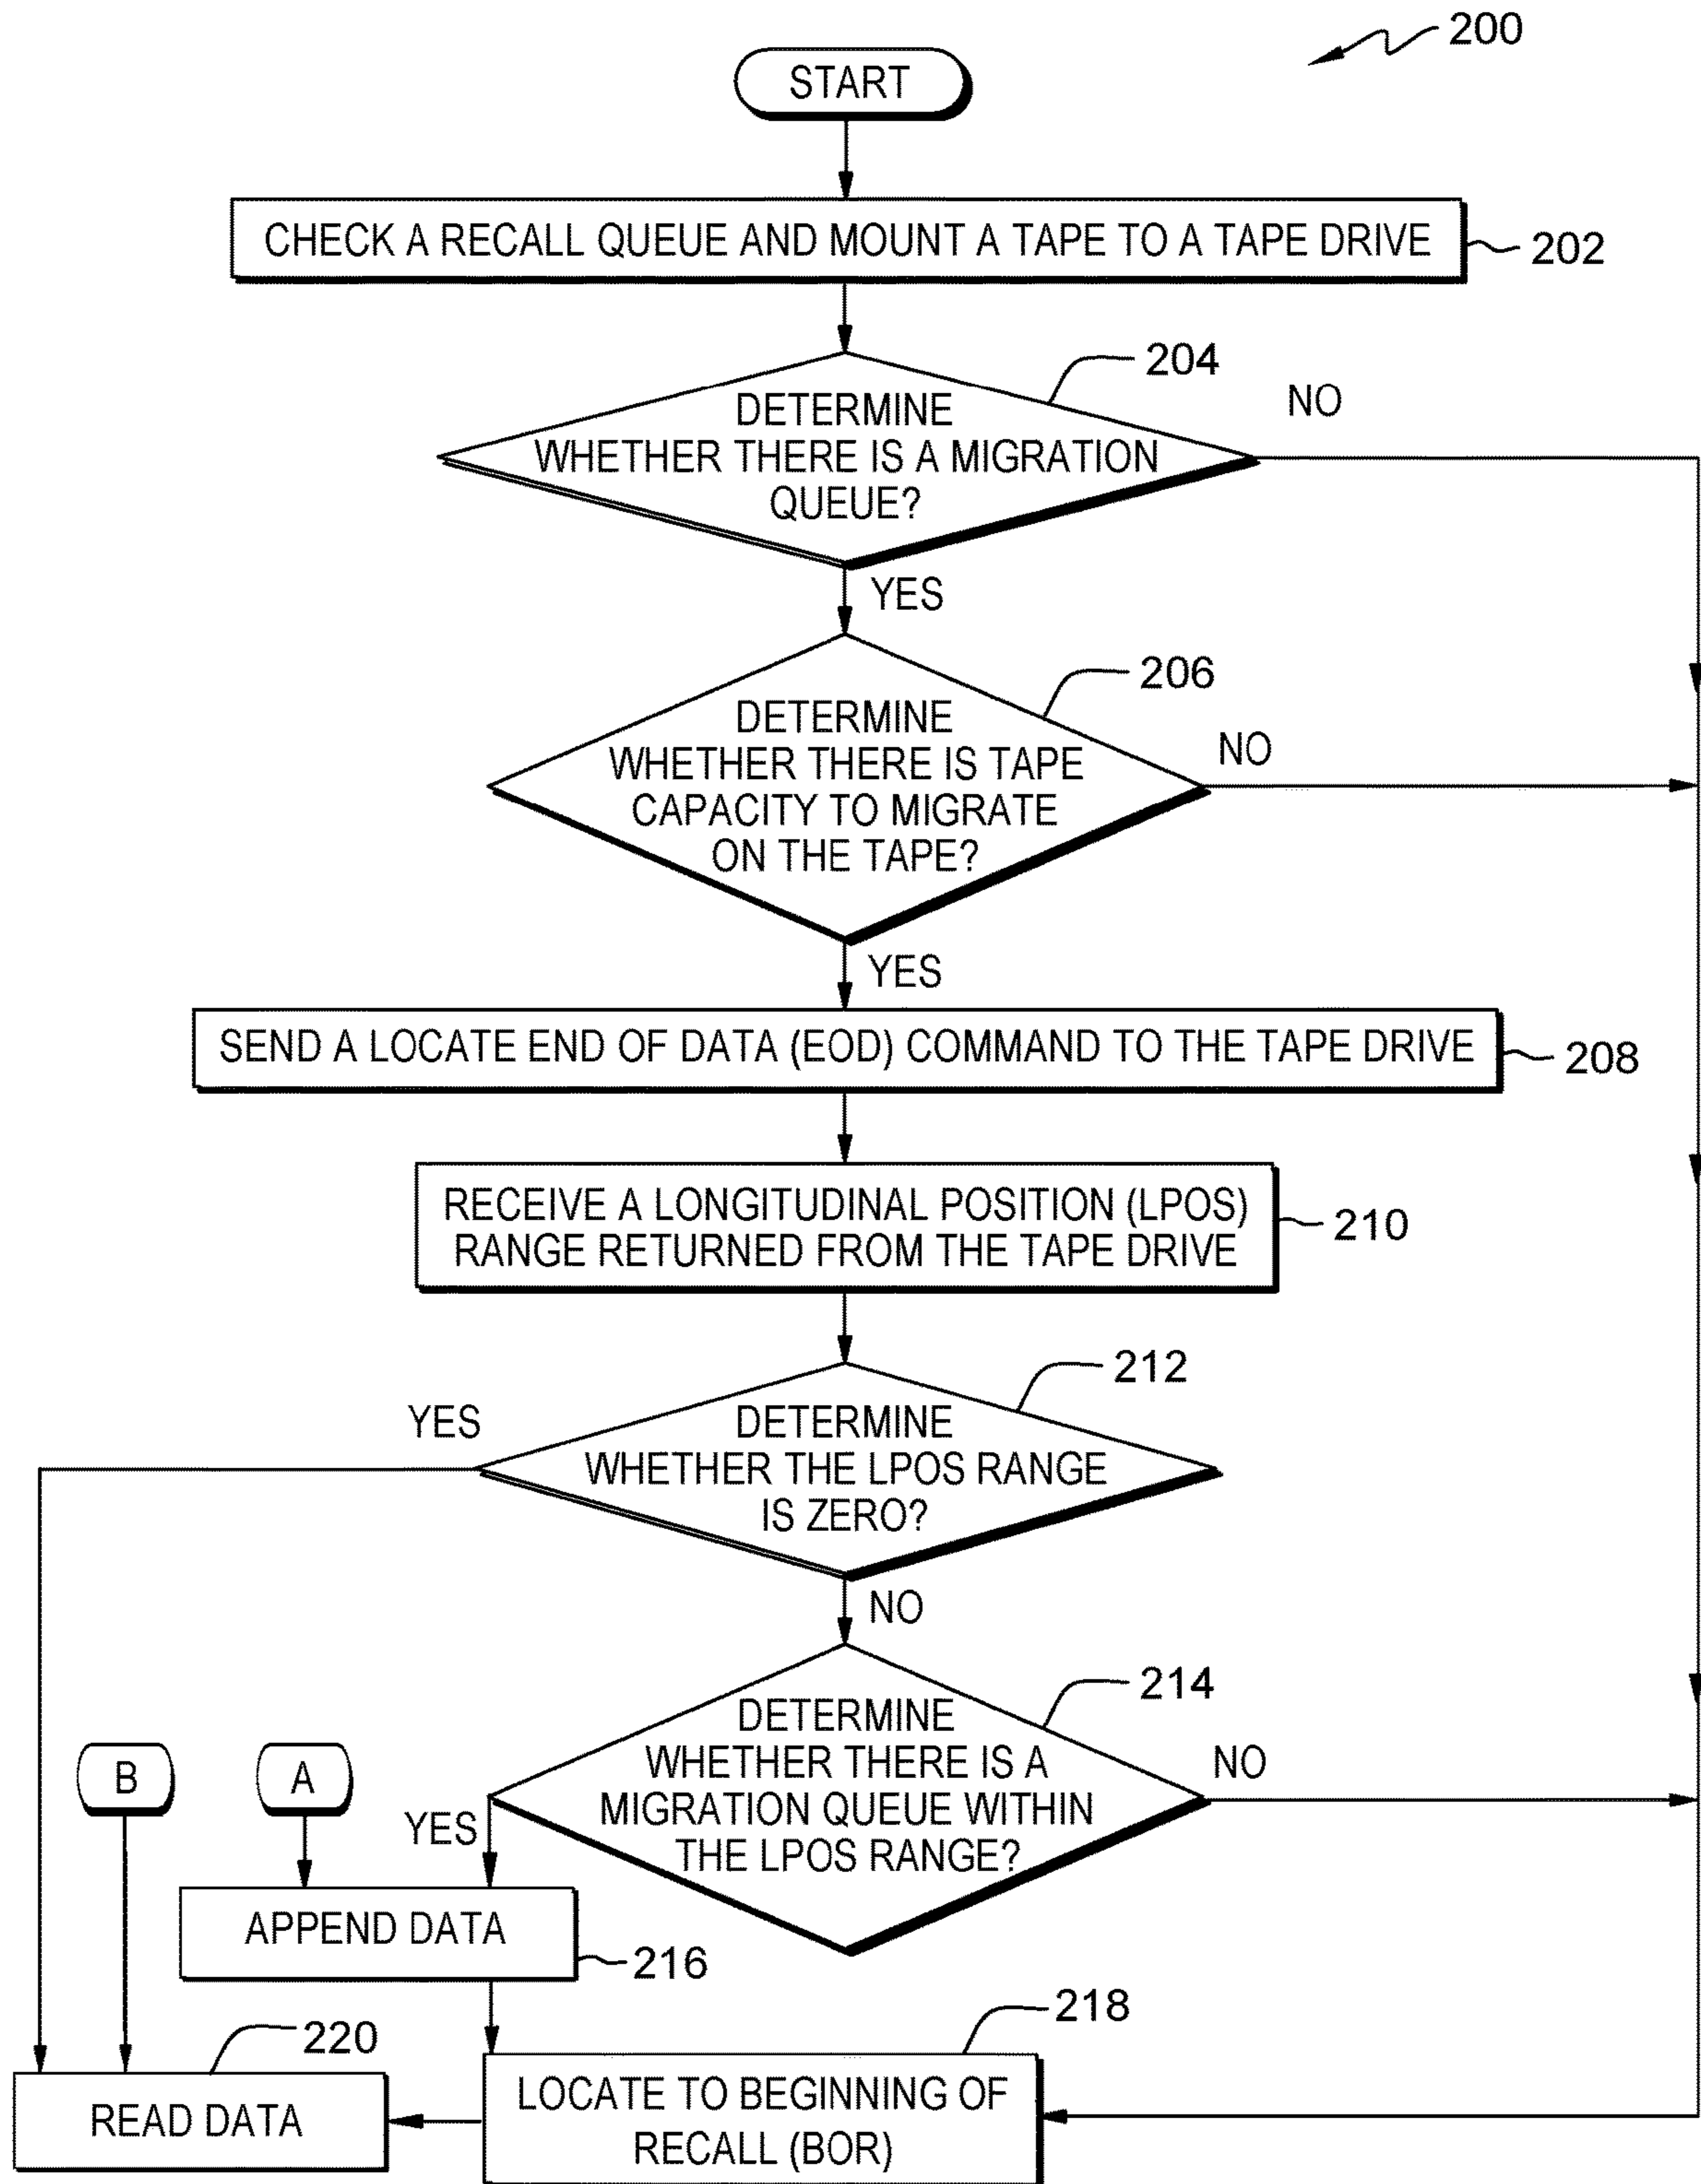 200
START
CHECK A RECALL QUEUE AND MOUNT A TAPE TO A TAPE DRIVE
202
204
DETERMINE
WHETHER THERE IS A MIGRATION
QUEUE?
NO
YES
206
DETERMINE
WHETHER THERE IS TAPE
CAPACITY TO MIGRATE
ON THE TAPE?
NO
YES
SEND A LOCATE END OF DATA (EOD) COMMAND TO THE TAPE DRIVE
208
RECEIVE A LONGITUDINAL POSITION (LPOS)
RANGE RETURNED FROM THE TAPE DRIVE
210
212
YES
DETERMINE
WHETHER THE LPOS RANGE
IS ZERO?
NO
214
DETERMINE
WHETHER THERE IS A
MIGRATION QUEUE WITHIN
THE LPOS RANGE?
NO
B
A
YES
APPEND DATA
216
218
220
LOCATE TO BEGINNING OF
RECALL (BOR)
READ DATA